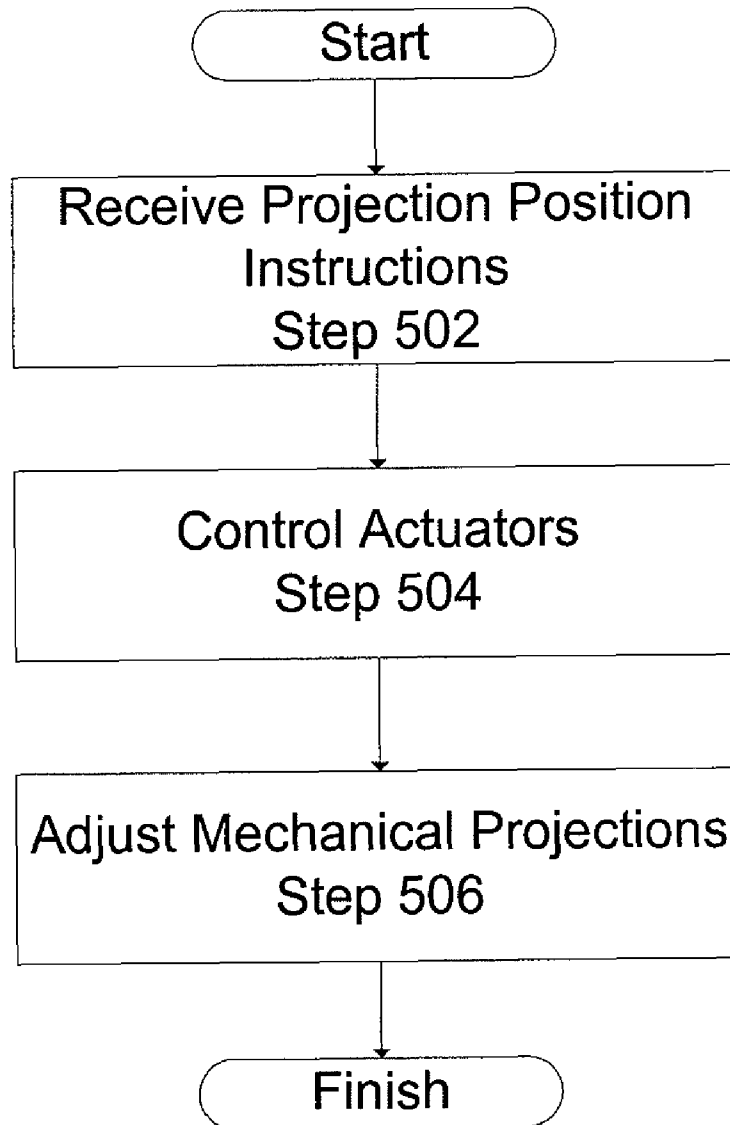 Start
Receive Projection Position
Instructions
Step 502
Control Actuators
Step 504
Adjust Mechanical Projections
Step 506
Finish